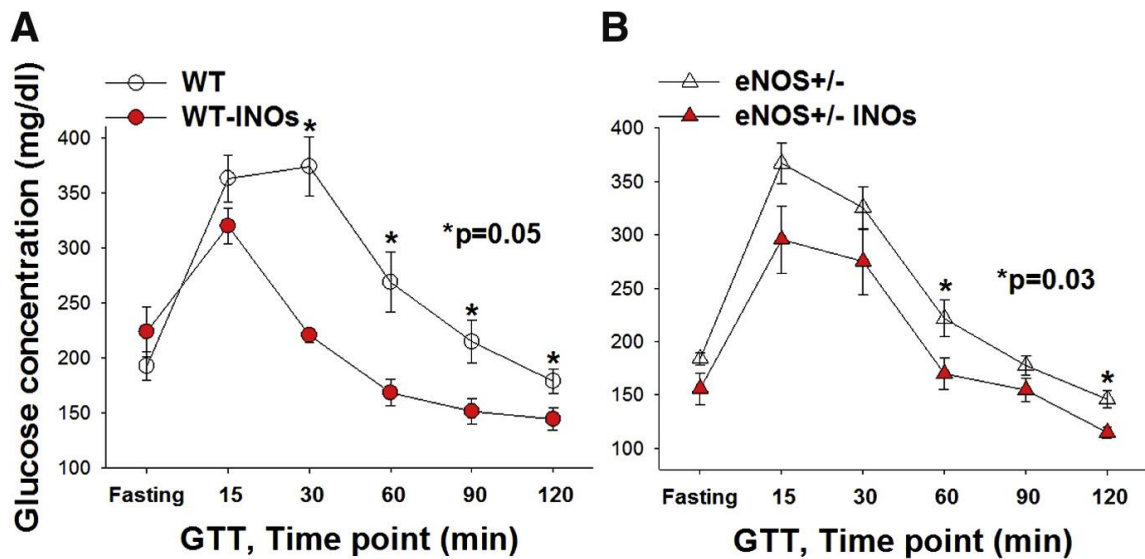 A
WT
WT-INOs
Glucose concentration (mg/dl)
400
350
300
250
200
150
100
*
*
*
*
*
*p=0.05
Fasting 15 30 60 90 120
GTT, Time point (min)
B
eNOS+/-
eNOS+/- INOs
400
350
300
250
200
150
100
*
*
*p=0.03
Fasting 15 30 60 90 120
GTT, Time point (min)